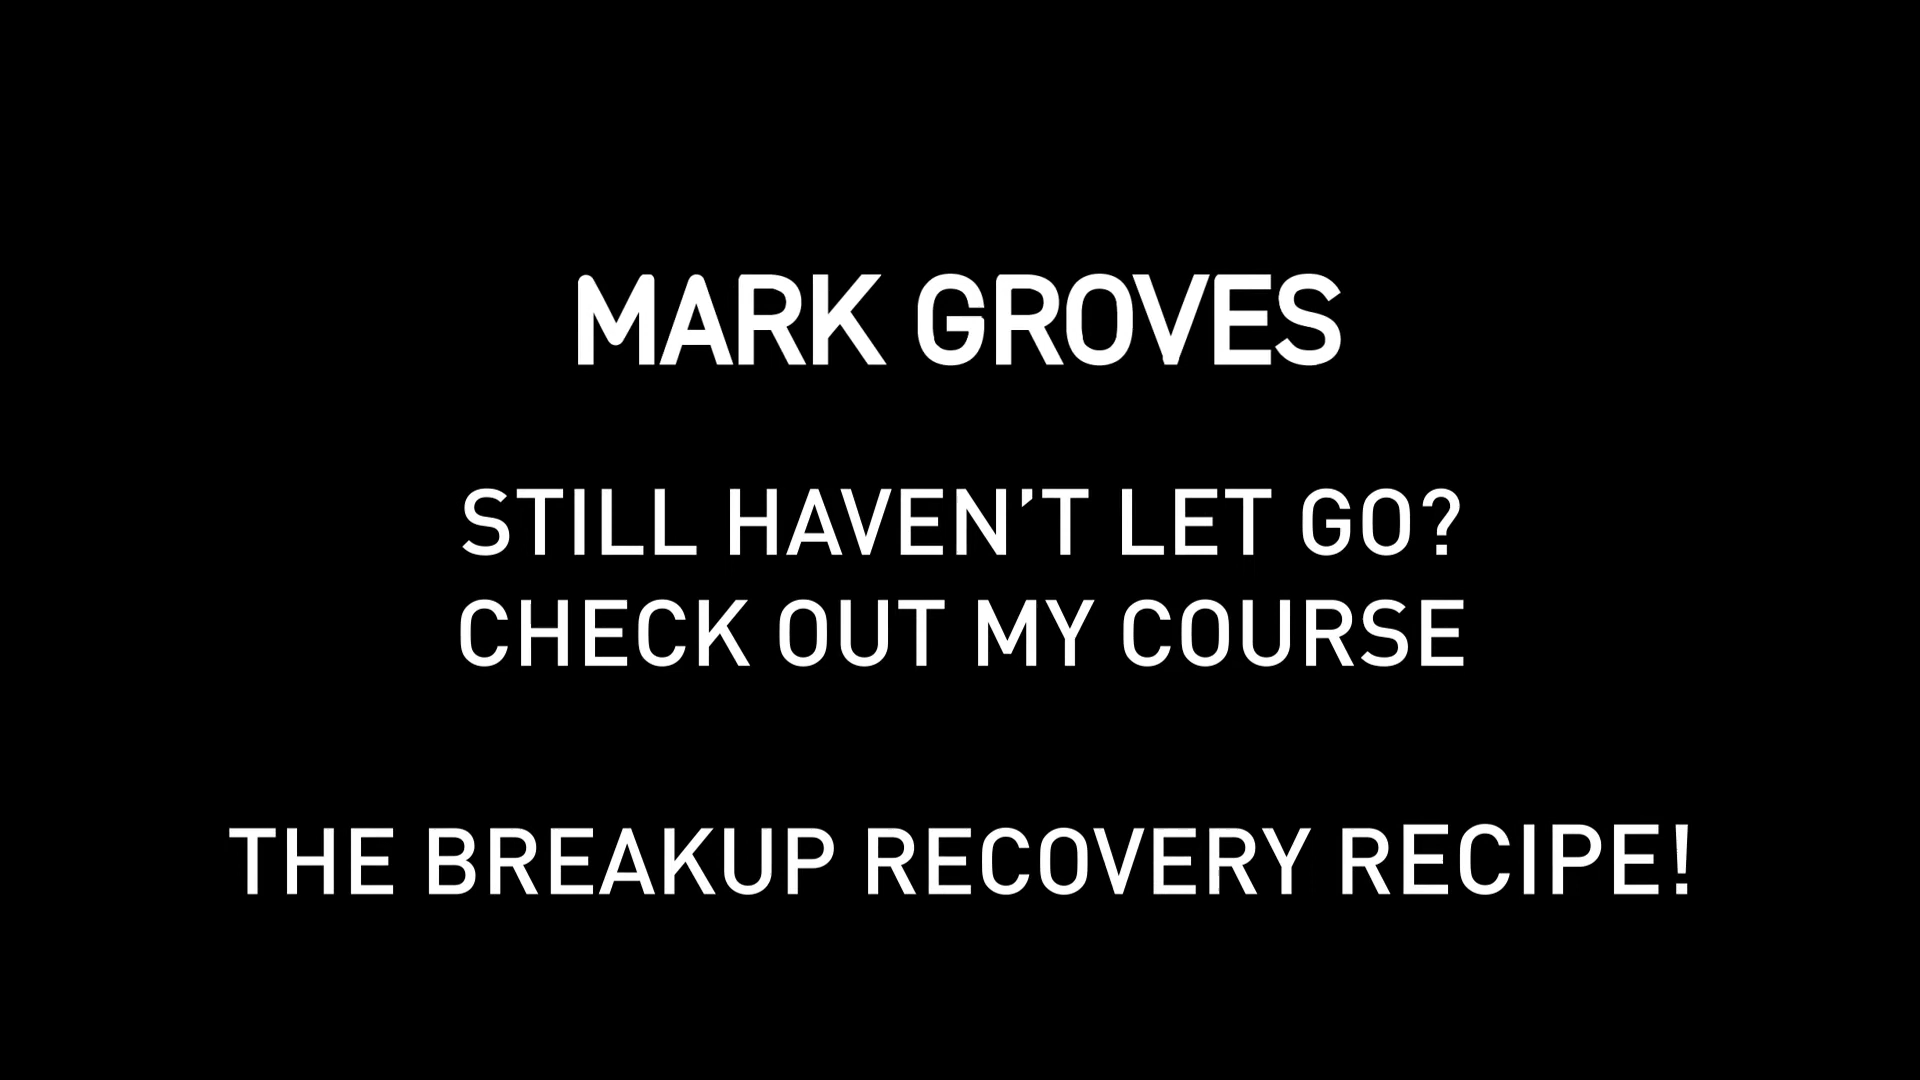 MARK GROVES
STILL HAVEN'T LET GO?
CHECK OUT MY COURSE
THE BREAKUP RECOVERY RECIPE!